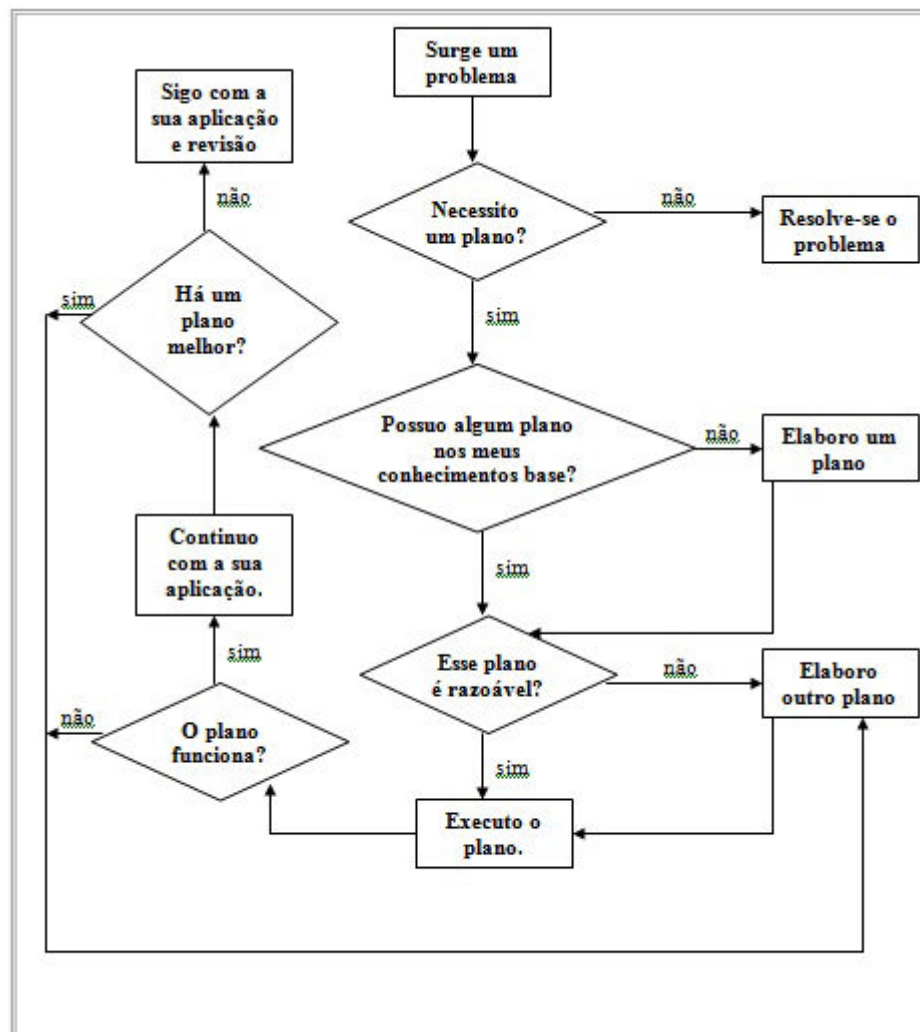 Surge um
problema
Sigo com a
sua aplicação
e revisão
não
Necessito
um plano?
não
Resolve-se o
problema
sim
Há um
plano
melhor?
sim
Possuo algum plano
nos meus
conhecimentos base?
não
Elaboro um
plano
Continuo
com a sua
aplicação.
sim
sim
Esse plano
é razoável?
não
Elaboro
outro plano
não
O plano
funciona?
sim
Executo o
plano.